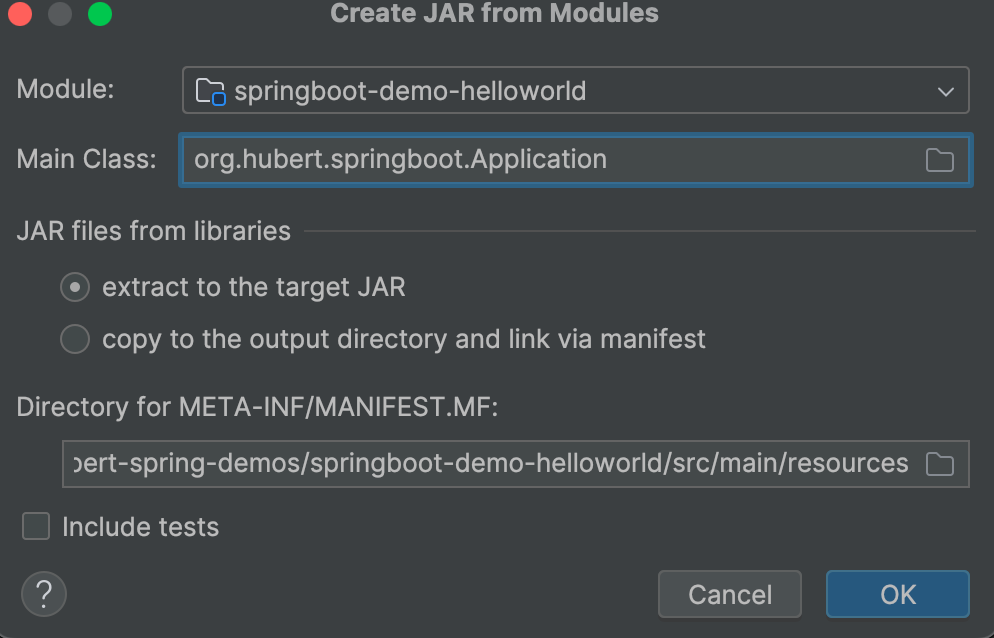 Create JAR from Modules
Module: springboot-demo-helloworld
Main Class: org.hubert.springboot.Application
JAR files from libraries
extract to the target JAR
copy to the output directory and link via manifest
Directory for META-INF/MANIFEST.MF:
bert-spring-demos/springboot-demo-helloworld/src/main/resources
Include tests
? Cancel OK